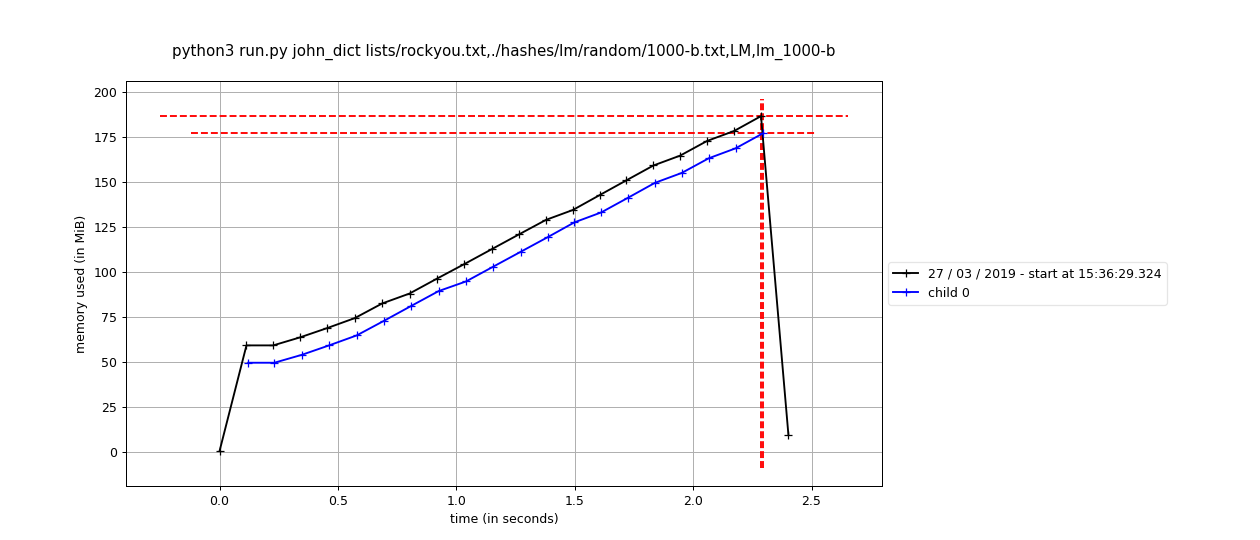 python3 run.py john_dict lists/rockyou.txt,./hashes/lm/random/1000-b.txt,LM,lm_1000-b
200
175
150
125
100
75
50
25
0
memory used (in MiB)
0.0 0.5 1.0 1.5 2.0 2.5
time (in seconds)
27 / 03 / 2019 - start at 15:36:29.324
child 0